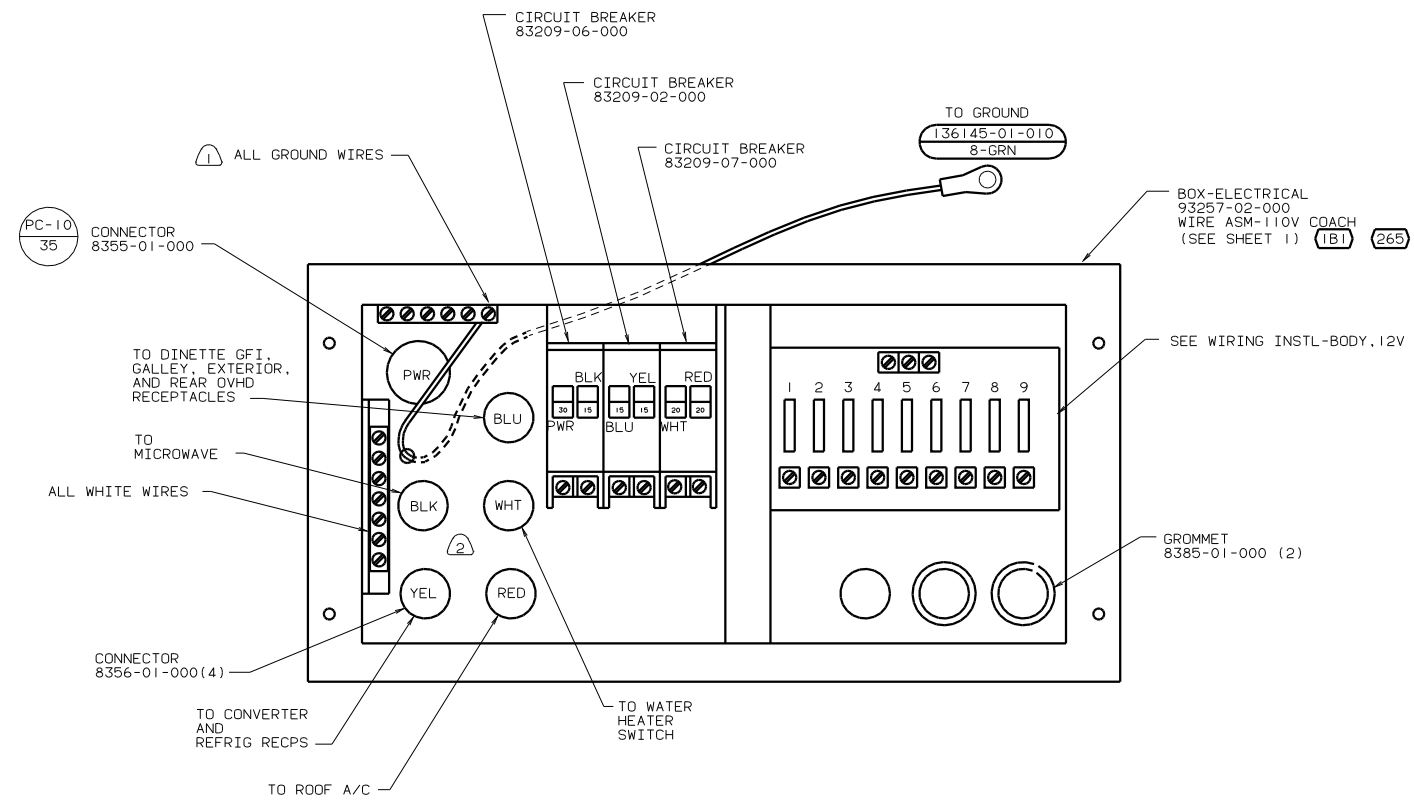 CIRCUIT BREAKER
83209-06-000
CIRCUIT BREAKER
83209-02-000
CIRCUIT BREAKER
83209-07-000
TO GROUND
136145-01-010
8-GRN
1
ALL GROUND WIRES
PC-10
35
CONNECTOR
8355-01-000
BOX-ELECTRICAL
93257-02-000
WIRE ASM-110V COACH
(SEE SHEET 1) 1B1 265
SEE WIRING INSTL-BODY,12V
TO DINETTE GFI,
GALLEY, EXTERIOR,
AND REAR OVHD
RECEPTACLES
PWR
BLU
BLK YEL RED
30 15 15 15 20 20
PWR BLU WHT
1 2 3 4 5 6 7 8 9
TO
MICROWAVE
ALL WHITE WIRES
BLK
WHT
2
YEL
RED
GROMMET
8385-01-000 (2)
CONNECTOR
8356-01-000(4)
TO CONVERTER
AND
REFRIG RECPS
TO WATER
HEATER
SWITCH
TO ROOF A/C